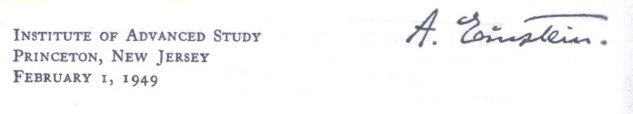 INSTITUTE OF ADVANCED STUDY
PRINCETON, NEW JERSEY
FEBRUARY 1, 1949
A. Einstein.